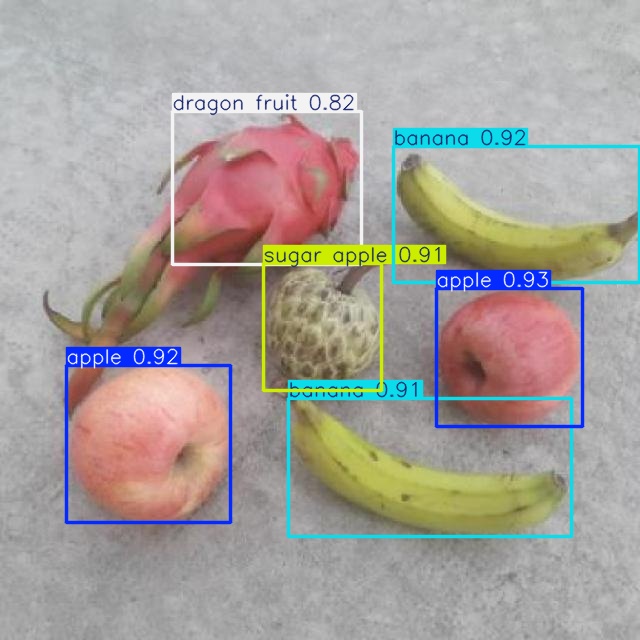 dragon fruit 0.82
banana 0.92
sugar apple 0.91
apple 0.93
apple 0.92
banana 0.91